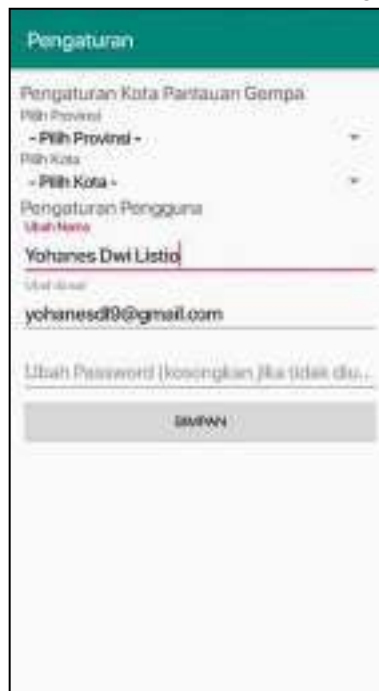 Pengaturan
Pengaturan Kota Pantauan Gempa
Pilih Provinsi
- Pilih Provinsi -
Pilih Kota
- Pilih Kota -
Pengaturan Pengguna
Ubah Nama
Yohanes Dwi Listio
Ubah Email
yohanesdl9@gmail.com
Ubah Password (kosongkan jika tidak diu...
SIMPAN